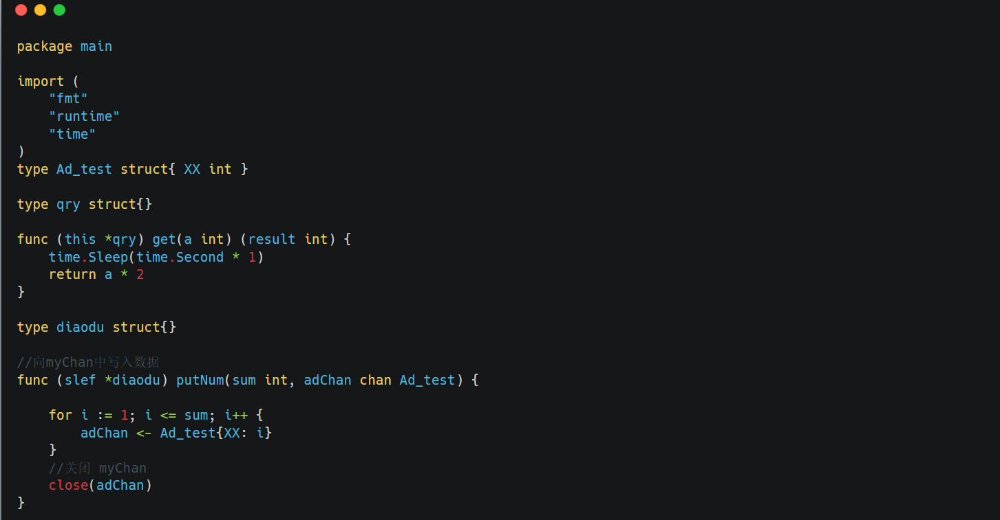 package main
import (
    "fmt"
    "runtime"
    "time"
)
type Ad_test struct{ XX int }
type qry struct{}
func (this *qry) get(a int) (result int) {
    time.Sleep(time.Second * 1)
    return a * 2
}
type diaodu struct{}
//向myChan中写入数据
func (slef *diaodu) putNum(sum int, adChan chan Ad_test) {
    for i := 1; i <= sum; i++ {
        adChan <- Ad_test{XX: i}
    }
    //关闭 myChan
    close(adChan)
}